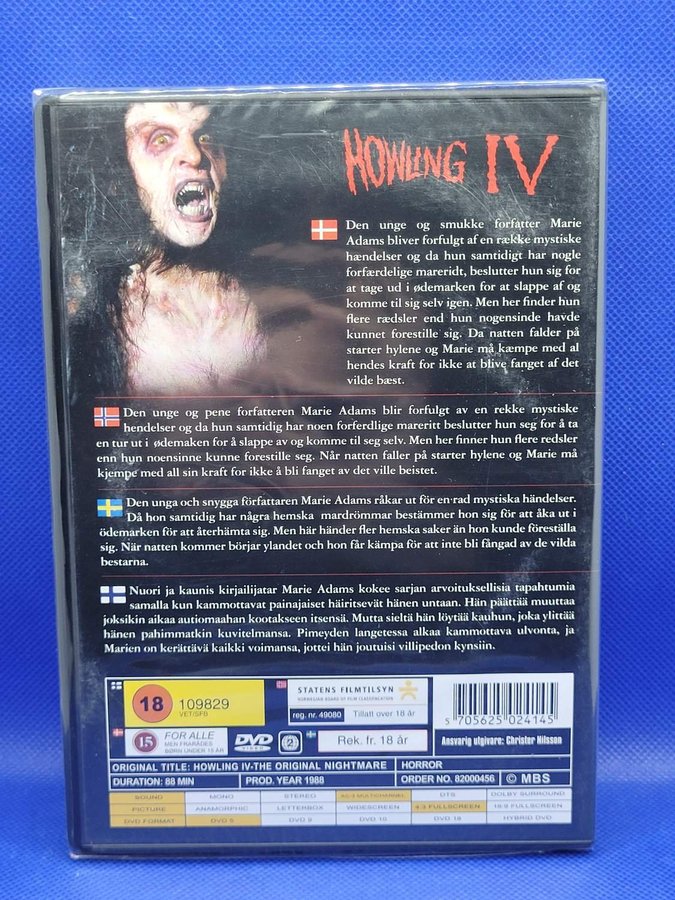 HOWLING IV
Den unge og smukke forfatter Marie
Adams bliver forfulgt af en række mystiske
hændelser og da hun samtidigt har nogle
forfærdelige mareridt, beslutter hun sig for
at tage ud i ødemarken for at slappe af og
komme til sig selv igen. Men her finder hun
flere rædsler end hun nogensinde havde
kunnet forestille sig. Da natten falder på
starter hylene og Marie må kæmpe med al
hendes kraft for ikke at blive fanget af det
vilde bæst.
Den unge og pene forfatteren Marie Adams blir forfulgt av en rekke mystiske
hendelser og da hun samtidig har noen forferdlige mareritt beslutter hun seg for å ta
en tur ut i ødemaken for å slappe av og komme til seg selv. Men her finner hun flere redsler
enn hun noensinne kunne forestille seg. Når natten faller på starter hylene og Marie må
kjempe med all sin kraft for ikke å bli fanget av det ville beistet.
Den unga och snygga författaren Marie Adams råkar ut för en rad mystiska händelser.
Då hon samtidigt har några hemska mardrömmar bestämmer hon sig för att åka ut i
ödemarken för att återhämta sig. Men här händer fler hemska saker än hon kunde föreställa
sig. När natten kommer börjar ylandet och hon får kämpa för att inte bli fångad av de vilda
bestarna.
Nuori ja kaunis kirjailijatar Marie Adams kokee sarjan arvoituksellisia tapahtumia
samalla kun kammottavat painajaiset häiritsevät hänen untaan. Hän päättää muuttaa
joksikin aikaa autiomaahan kootakseen itsensä. Mutta sieltä hän löytää kauhun, joka ylittää
hänen pahimmatkin kuvitelmansa. Pimeyden langetessa alkaa kammottava ulvonta, ja
Marien on kerättävä kaikki voimansa, jottei hän joutuisi villipedon kynsiin.
18 109829
VET/SFB
STATENS FILMTILSYN
NORWEGIAN BOARD OF FILM CLASSIFICATION
reg. nr. 49080 Tillatt over 18 år
15 FOR ALLE
MEN FRARÅDES
BØRN UNDER 15 ÅR
DVD
VIDEO
2
Rek. fr. 18 år
5 705625 024145
Ansvarig utgivare: Christer Nilsson
ORIGINAL TITLE: HOWLING IV-THE ORIGINAL NIGHTMARE HORROR
DURATION: 88 MIN PROD. YEAR 1988 ORDER NO. 82000456 © MBS
SOUND MONO STEREO AC-3 MULTICHANNEL DTS DOLBY SURROUND
PICTURE ANAMORPHIC LETTERBOX WIDESCREEN 4:3 FULLSCREEN 16:9 FULLSCREEN
DVD FORMAT DVD 5 DVD 9 DVD 10 DVD 18 HYBRID DVD